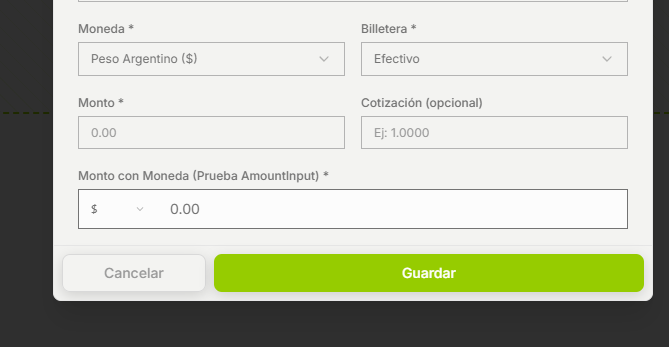 Moneda * Billetera *
Peso Argentino ($) Efectivo
Monto * Cotización (opcional)
0.00 Ej: 1.0000
Monto con Moneda (Prueba AmountInput) *
$ 0.00
Cancelar Guardar